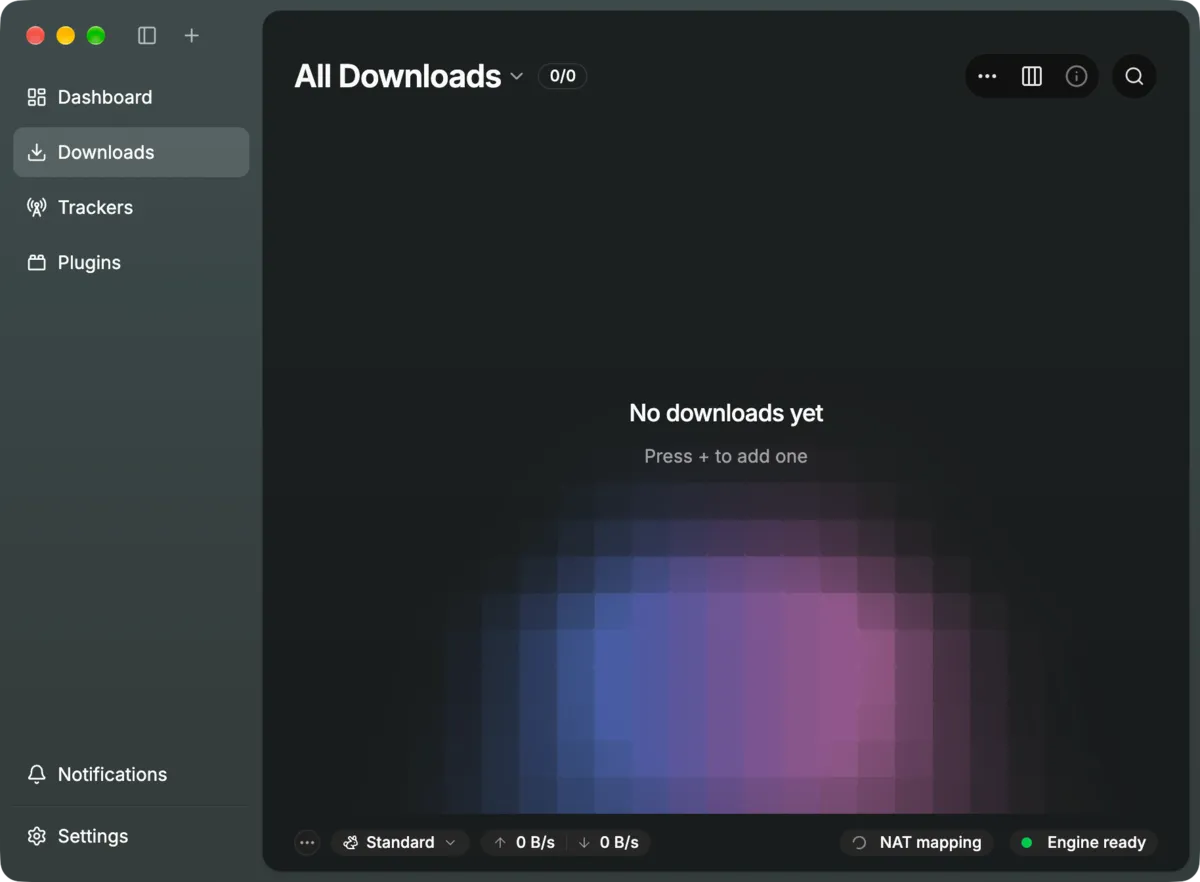 Dashboard
Downloads
Trackers
Plugins
Notifications
Settings
All Downloads
0/0
No downloads yet
Press + to add one
Standard
0 B/s
0 B/s
NAT mapping
Engine ready